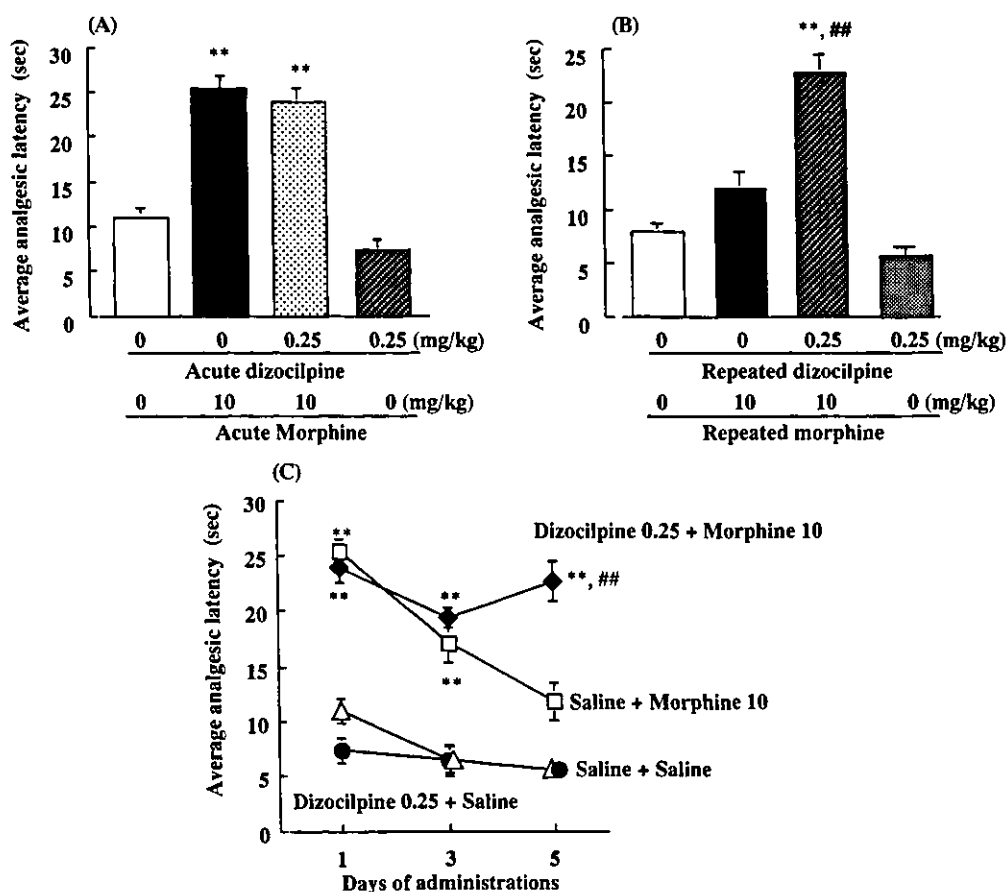 (A)
Average analgesic latency (sec)
30
25
20
15
10
5
0
** **
0 0 0.25 0.25 (mg/kg)
Acute dizocilpine
0 10 10 0 (mg/kg)
Acute Morphine
(B)
Average analgesic latency (sec)
25
20
15
10
5
0
**, ##
0 0 0.25 0.25 (mg/kg)
Repeated dizocilpine
0 10 10 0 (mg/kg)
Repeated morphine
(C)
Average analgesic latency (sec)
30
25
20
15
10
5
0
Dizocilpine 0.25 + Morphine 10
**
**
**
**
**, ##
Saline + Morphine 10
Saline + Saline
Dizocilpine 0.25 + Saline
1 3 5
Days of administrations